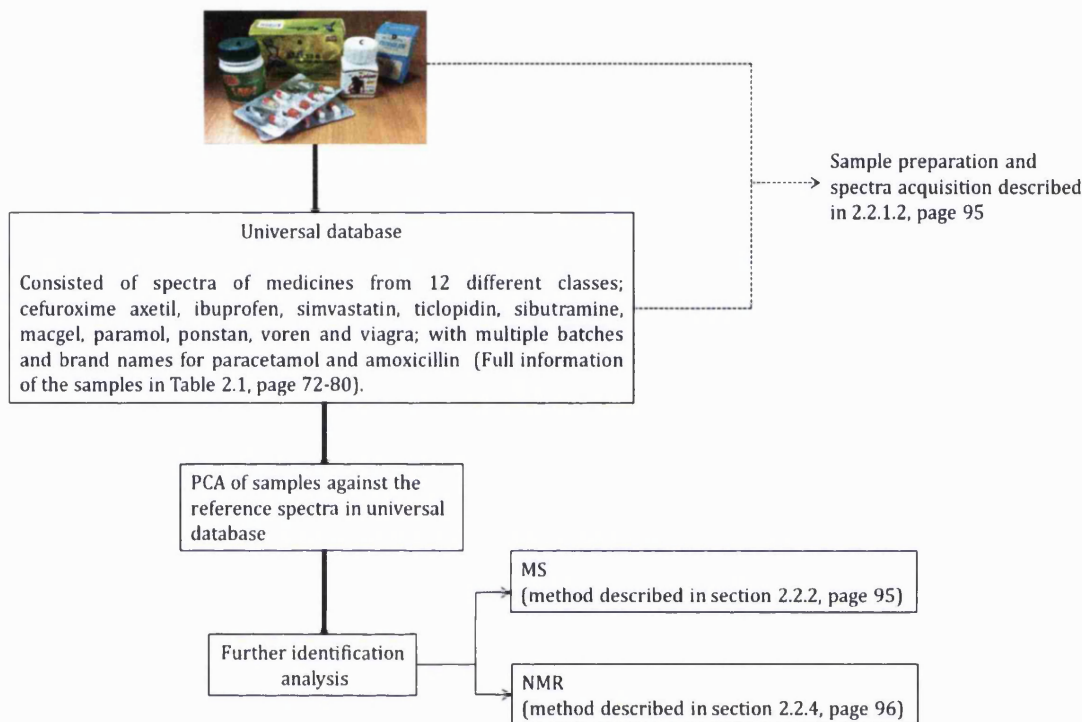 Sample preparation and
spectra acquisition described
in 2.2.1.2, page 95
Universal database
Consisted of spectra of medicines from 12 different classes;
cefuroxime axetil, ibuprofen, simvastatin, ticlopidin, sibutramine,
macgel, paramol, ponstan, voren and viagra; with multiple batches
and brand names for paracetamol and amoxicillin (Full information
of the samples in Table 2.1, page 72-80).
PCA of samples against the
reference spectra in universal
database
Further identification
analysis
MS
(method described in section 2.2.2, page 95)
NMR
(method described in section 2.2.4, page 96)